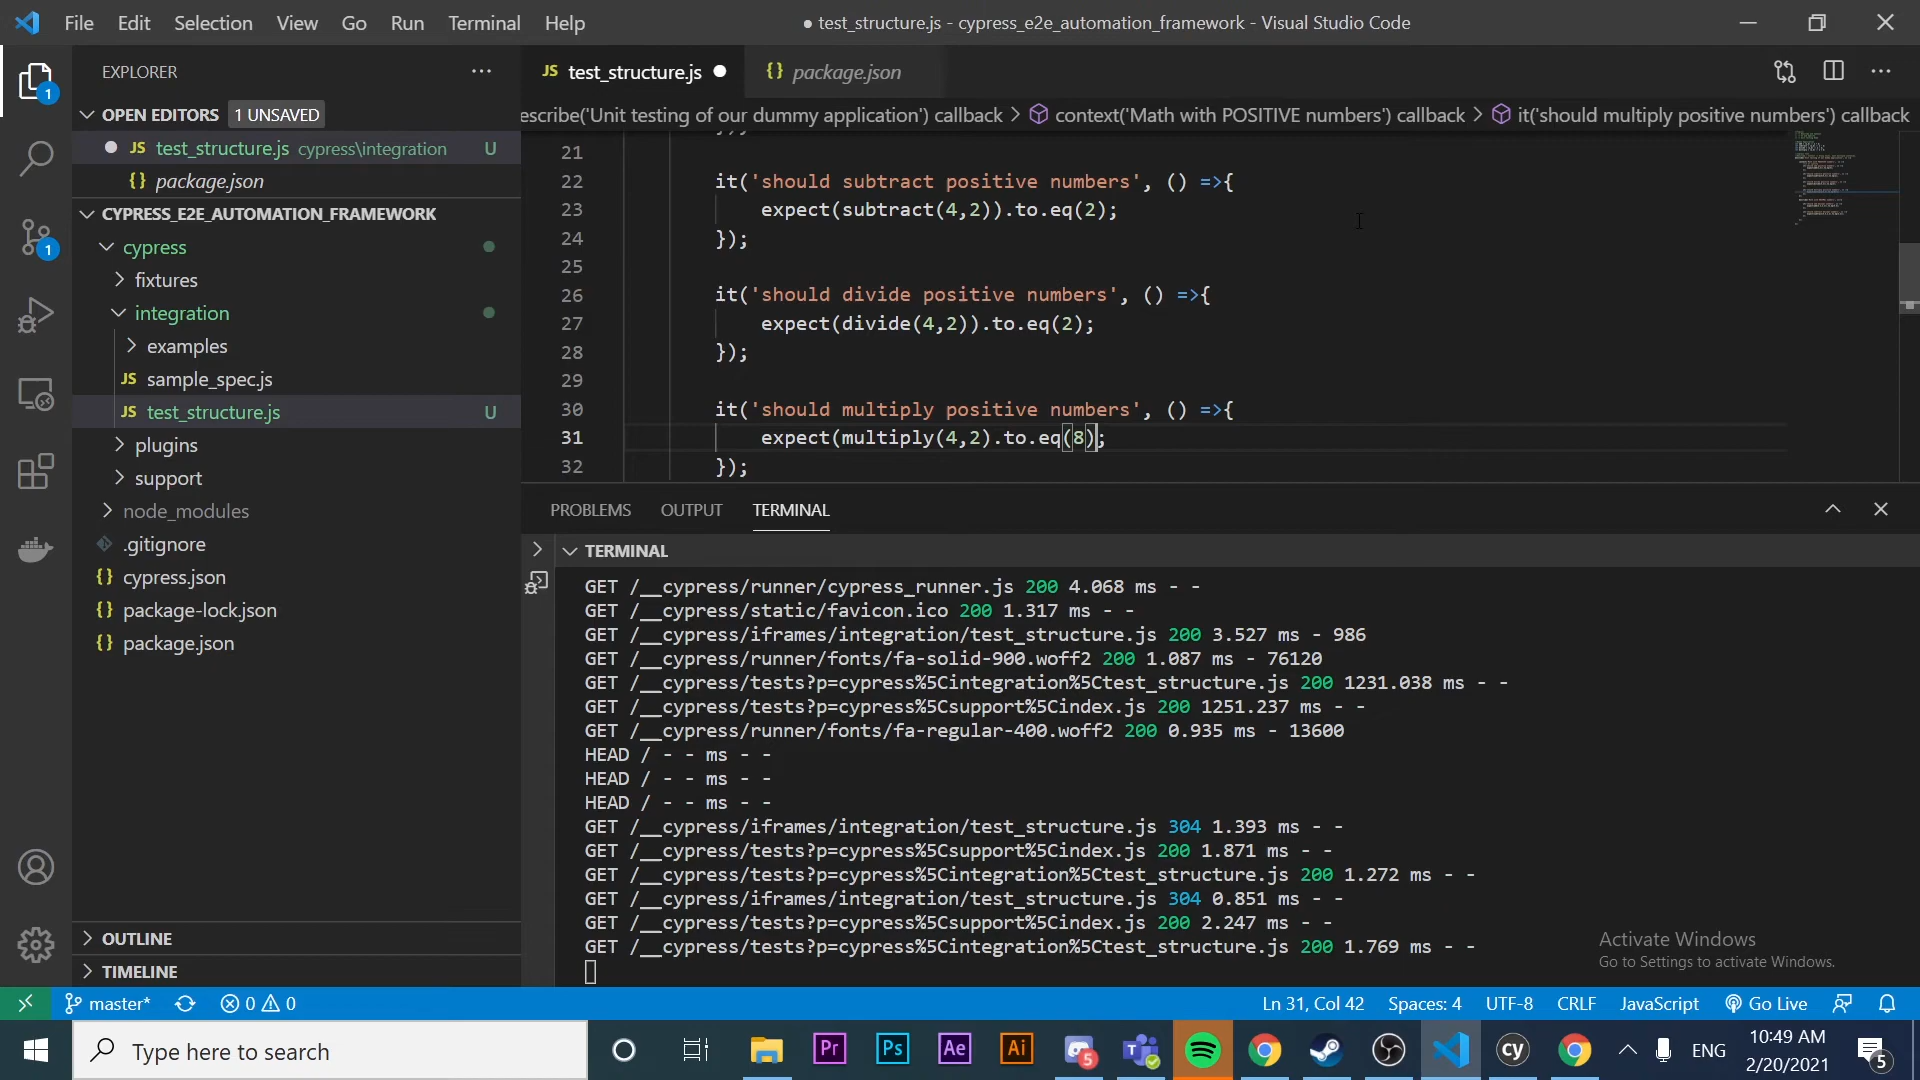 File Edit Selection View Go Run Terminal Help
● test_structure.js - cypress_e2e_automation_framework - Visual Studio Code
EXPLORER
OPEN EDITORS 1 UNSAVED
JS test_structure.js cypress\integration U
{} package.json
CYPRESS_E2E_AUTOMATION_FRAMEWORK
cypress
fixtures
integration
examples
JS sample_spec.js
JS test_structure.js U
plugins
support
node_modules
.gitignore
{} cypress.json
{} package-lock.json
{} package.json
OUTLINE
TIMELINE
1
1
JS test_structure.js ●
{} package.json
escribe('Unit testing of our dummy application') callback > context('Math with POSITIVE numbers') callback > it('should multiply positive numbers') callback
21
22 it('should subtract positive numbers', () =>{
23 expect(subtract(4,2)).to.eq(2);
24 });
25
26 it('should divide positive numbers', () =>{
27 expect(divide(4,2)).to.eq(2);
28 });
29
30 it('should multiply positive numbers', () =>{
31 expect(multiply(4,2).to.eq(8);
32 });
PROBLEMS OUTPUT TERMINAL
TERMINAL
GET /__cypress/runner/cypress_runner.js 200 4.068 ms - -
GET /__cypress/static/favicon.ico 200 1.317 ms - -
GET /__cypress/iframes/integration/test_structure.js 200 3.527 ms - 986
GET /__cypress/runner/fonts/fa-solid-900.woff2 200 1.087 ms - 76120
GET /__cypress/tests?p=cypress%5Cintegration%5Ctest_structure.js 200 1231.038 ms - -
GET /__cypress/tests?p=cypress%5Csupport%5Cindex.js 200 1251.237 ms - -
GET /__cypress/runner/fonts/fa-regular-400.woff2 200 0.935 ms - 13600
HEAD / - - ms - -
HEAD / - - ms - -
HEAD / - - ms - -
GET /__cypress/iframes/integration/test_structure.js 304 1.393 ms - -
GET /__cypress/tests?p=cypress%5Csupport%5Cindex.js 200 1.871 ms - -
GET /__cypress/tests?p=cypress%5Cintegration%5Ctest_structure.js 200 1.272 ms - -
GET /__cypress/iframes/integration/test_structure.js 304 0.851 ms - -
GET /__cypress/tests?p=cypress%5Csupport%5Cindex.js 200 2.247 ms - -
GET /__cypress/tests?p=cypress%5Cintegration%5Ctest_structure.js 200 1.769 ms - -
Activate Windows
Go to Settings to activate Windows.
master* 0 0 Ln 31, Col 42 Spaces: 4 UTF-8 CRLF JavaScript Go Live
Type here to search
Pr Ps Ae Ai 5 cy ENG
10:49 AM
2/20/2021
5